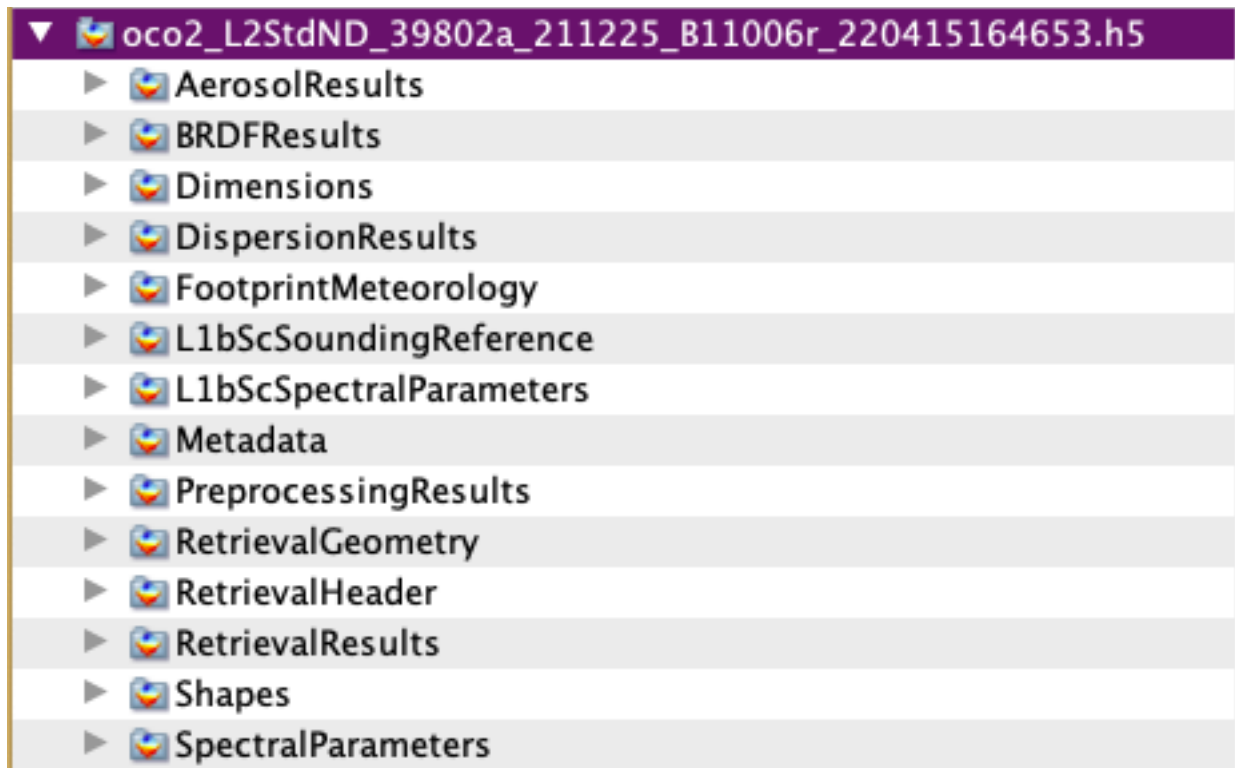 oco2_L2StdND_39802a_211225_B11006r_220415164653.h5
AerosolResults
BRDFResults
Dimensions
DispersionResults
FootprintMeteorology
L1bScSoundingReference
L1bScSpectralParameters
Metadata
PreprocessingResults
RetrievalGeometry
RetrievalHeader
RetrievalResults
Shapes
SpectralParameters